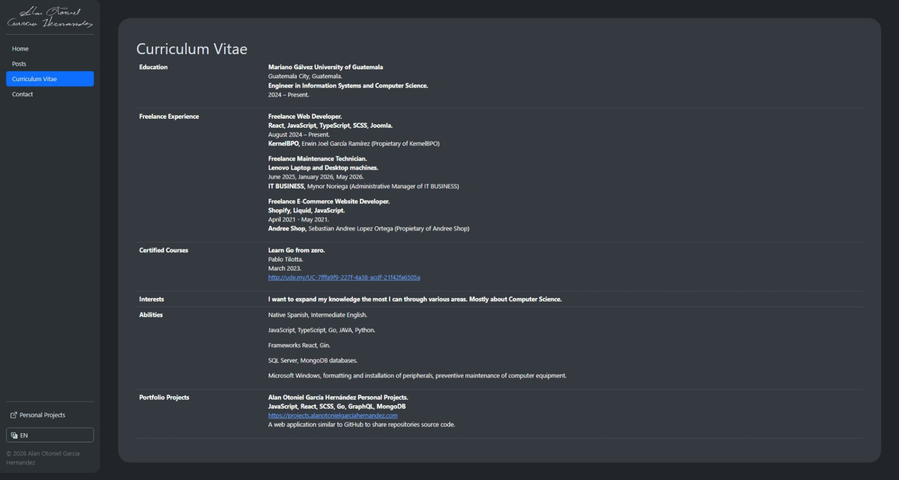 Alan Otoniel
García Hernández
Home
Posts
Curriculum Vitae
Contact
Personal Projects
EN
© 2026 Alan Otoniel García
Hernandez
Curriculum Vitae
Education
Mariano Gálvez University of Guatemala
Guatemala City, Guatemala.
Engineer in Information Systems and Computer Science.
2024 – Present.
Freelance Experience
Freelance Web Developer.
React, JavaScript, TypeScript, SCSS, Joomla.
August 2024 – Present.
KernelBPO, Erwin Joel García Ramírez (Propietary of KernelBPO)
Freelance Maintenance Technician.
Lenovo Laptop and Desktop machines.
June 2025, January 2026, May 2026.
IT BUSINESS, Mynor Noriega (Administrative Manager of IT BUSINESS)
Freelance E-Commerce Website Developer.
Shopify, Liquid, JavaScript.
April 2021 - May 2021.
Andree Shop, Sebastian Andree Lopez Ortega (Propietary of Andree Shop)
Certified Courses
Learn Go from zero.
Pablo Tilotta.
March 2023.
Interests
I want to expand my knowledge the most I can through various areas. Mostly about Computer Science.
Abilities
Native Spanish, Intermediate English.
JavaScript, TypeScript, Go, JAVA, Python.
Frameworks React, Gin.
SQL Server, MongoDB databases.
Microsoft Windows, formatting and installation of peripherals, preventive maintenance of computer equipment.
Portfolio Projects
Alan Otoniel García Hernández Personal Projects.
JavaScript, React, SCSS, Go, GraphQL, MongoDB
https://projects.alanotonielgarciahernandez.com
A web application similar to GitHub to share repositories source code.